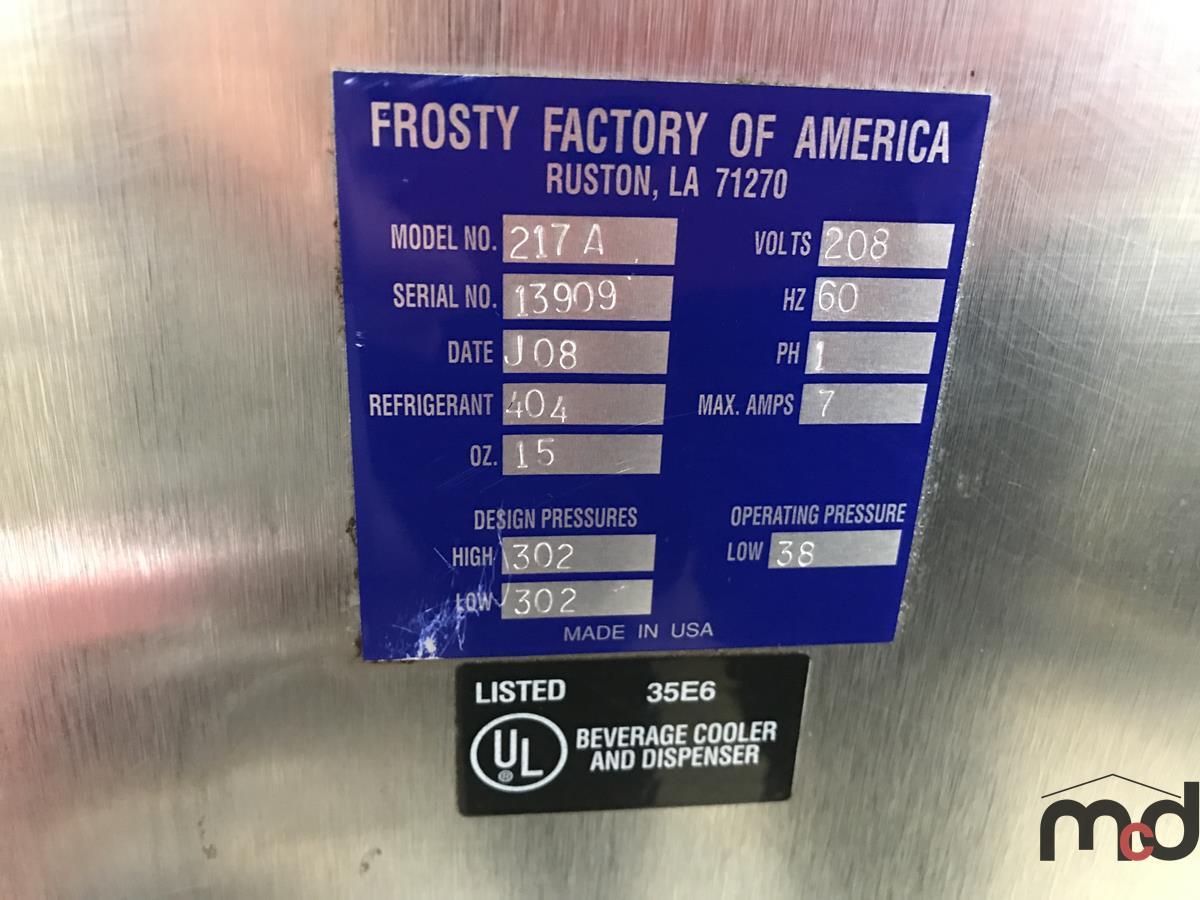 FROSTY FACTORY OF AMERICA
RUSTON, LA 71270
MODEL NO. 217 A
VOLTS 208
SERIAL NO. 13909
HZ 60
DATE J08
PH 1
REFRIGERANT 404
MAX. AMPS 7
OZ. 15
DESIGN PRESSURES
OPERATING PRESSURE
HIGH 302
LOW 38
LOW 302
MADE IN USA
LISTED 35E6
UL ®
BEVERAGE COOLER
AND DISPENSER
mcd